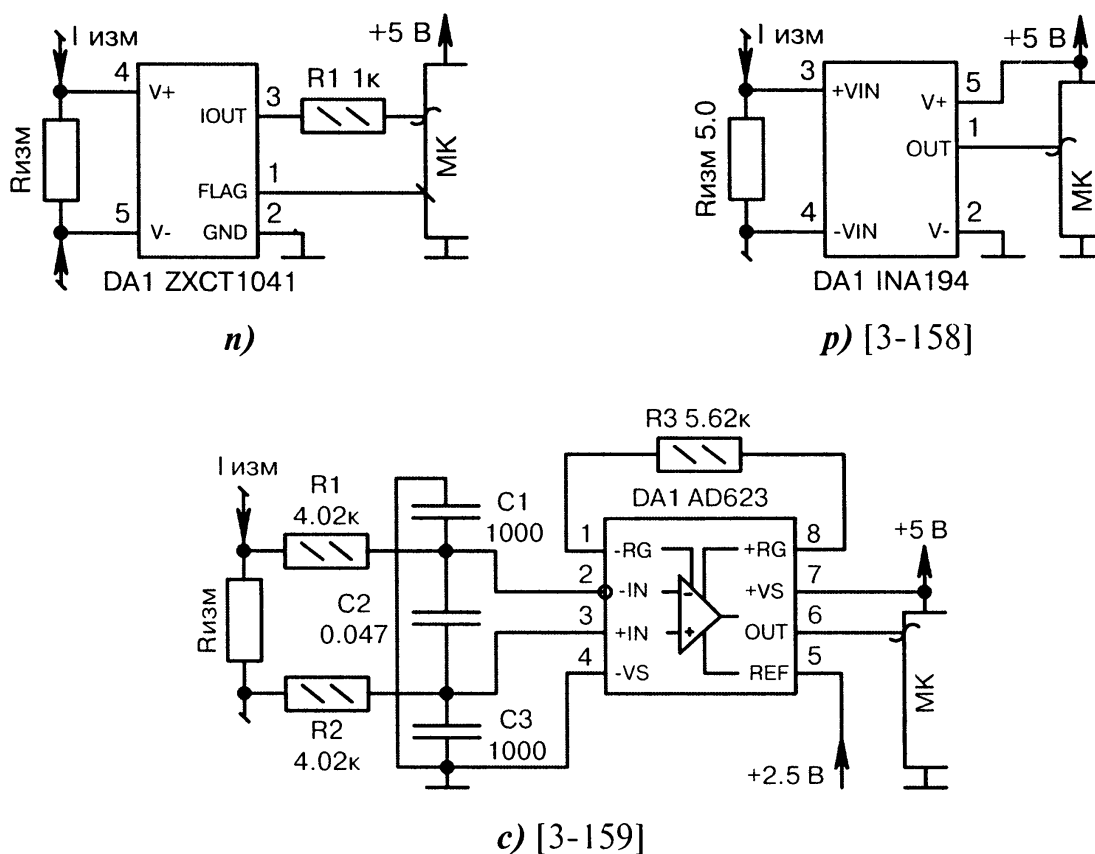 I изм
+5 В
4
V+
R1 1к
3
IOUT
Rизм
МК
1
FLAG
5
V-
2
GND
DA1 ZXCT1041
п)
I изм
+5 В
3
+VIN
5
V+
1
OUT
Rизм 5.0
МК
4
-VIN
2
V-
DA1 INA194
р) [3-158]
R3 5.62к
I изм
R1
4.02к
C1
1000
DA1 AD623
1
-RG
+RG
8
+5 В
2
-IN
+VS
7
Rизм
C2
0.047
3
+IN
OUT
6
4
-VS
REF
5
МК
R2
4.02к
C3
1000
+2.5 В
с) [3-159]